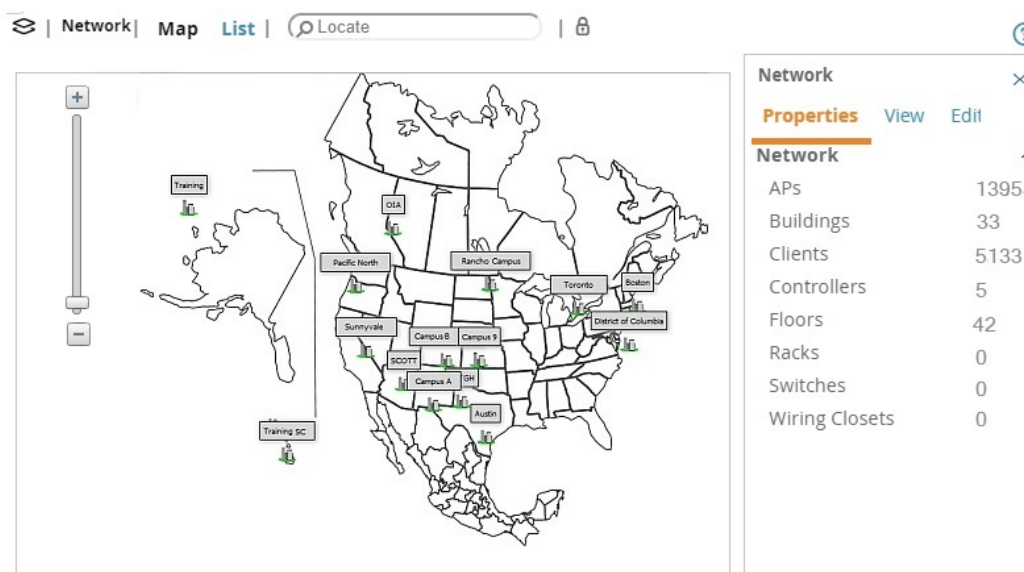 | Network | Map List | Locate |
Network
Properties View Edit
Network
APs 1395
Buildings 33
Clients 5133
Controllers 5
Floors 42
Racks 0
Switches 0
Wiring Closets 0
Training
OIA
Pacific North
Rancho Campus
Toronto
Boston
Sunnyvale
District of Columbia
Campus B
Campus 9
SCOTT
Campus A
GH
Austin
Training SC